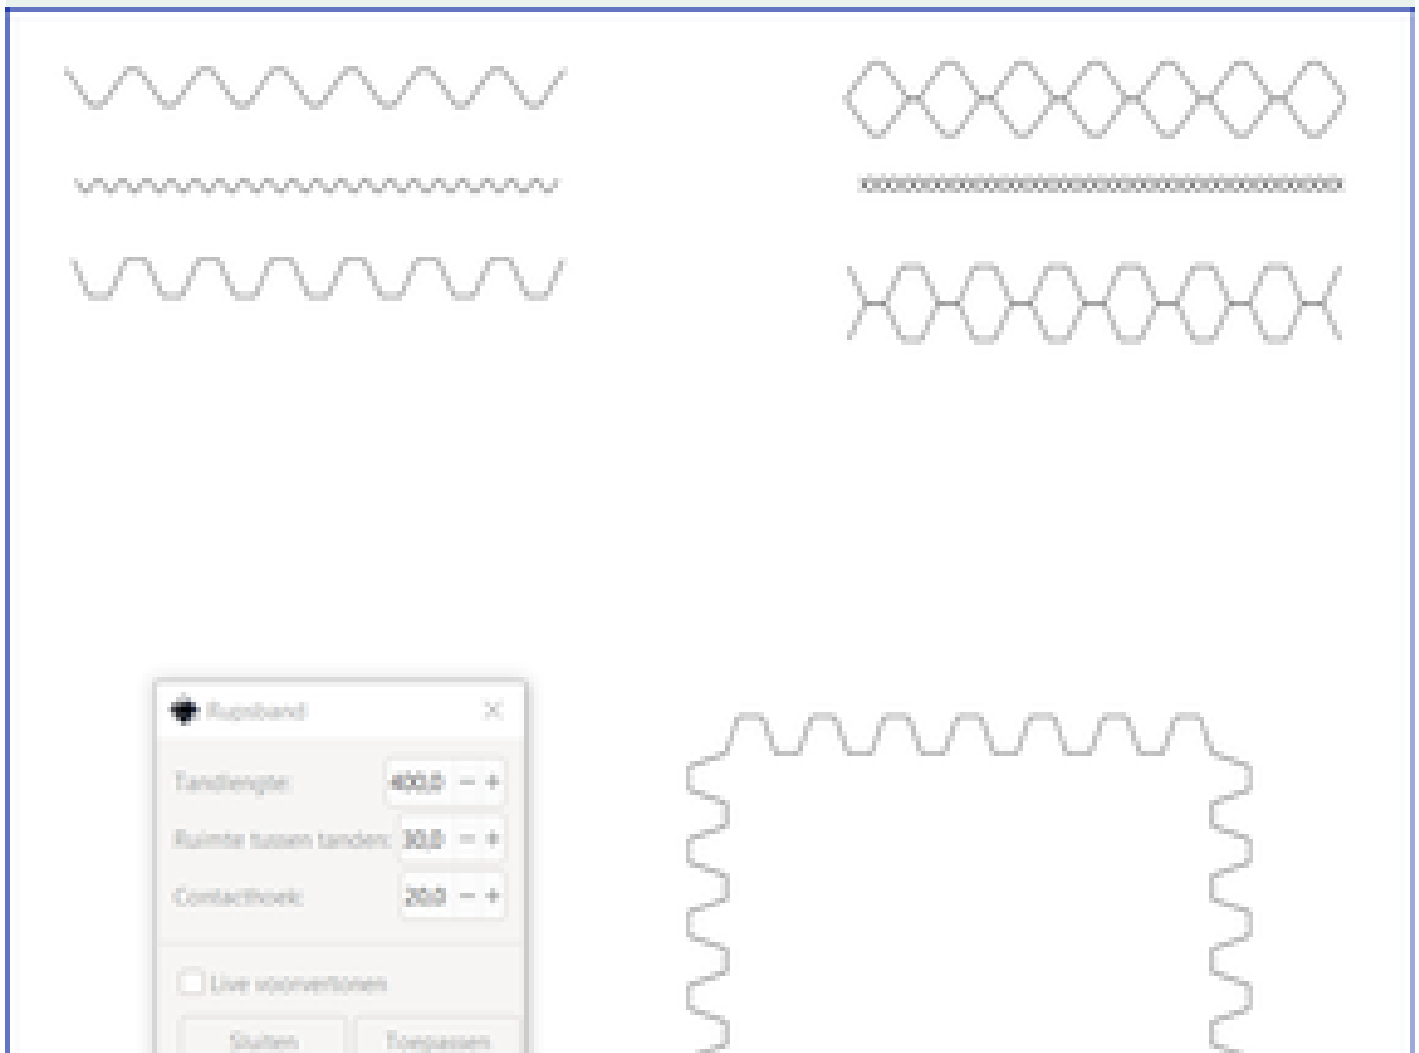 Rupsband
Tandlengte: 400,0 − +
Ruimte tussen tanden: 30,0 − +
Contacthoek: 20,0 − +
Live voorvertonen
Sluiten Toepassen